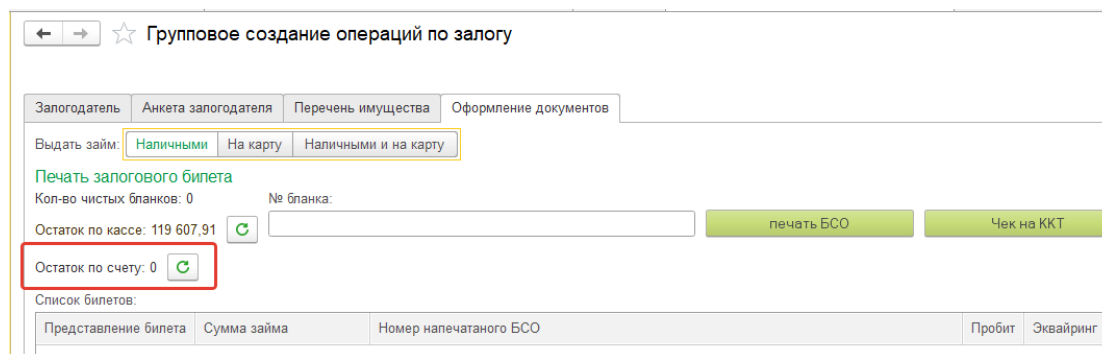 Групповое создание операций по залогу
Залогодатель Анкета залогодателя Перечень имущества Оформление документов
Выдать займ: Наличными На карту Наличными и на карту
Печать залогового билета
Кол-во чистых бланков: 0 № бланка:
Остаток по кассе: 119 607,91 печать БСО Чек на ККТ
Остаток по счету: 0
Список билетов:
Представление билета Сумма займа Номер напечатаного БСО Пробит Эквайринг